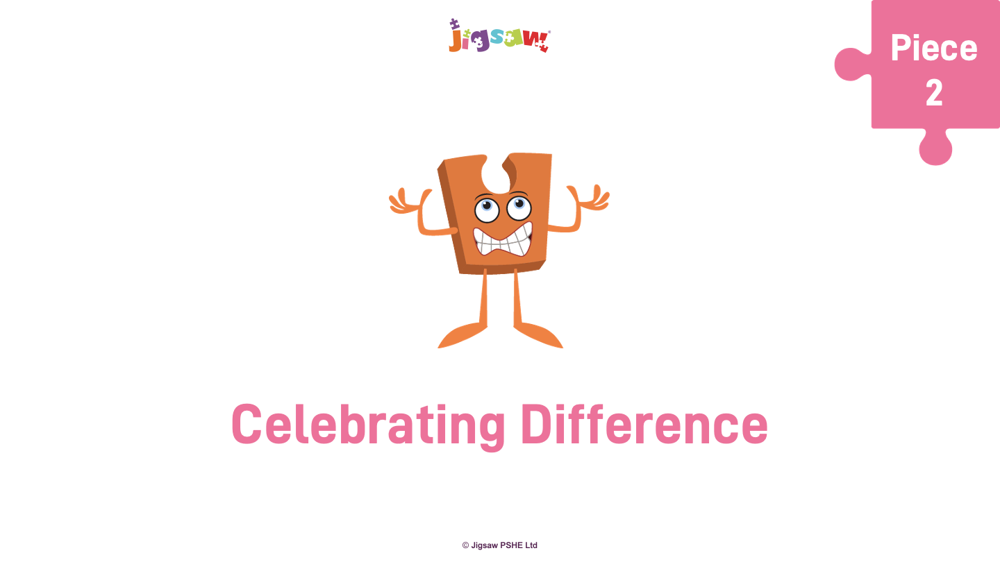 jigsaw
Piece
2
Celebrating Difference
© Jigsaw PSHE Ltd